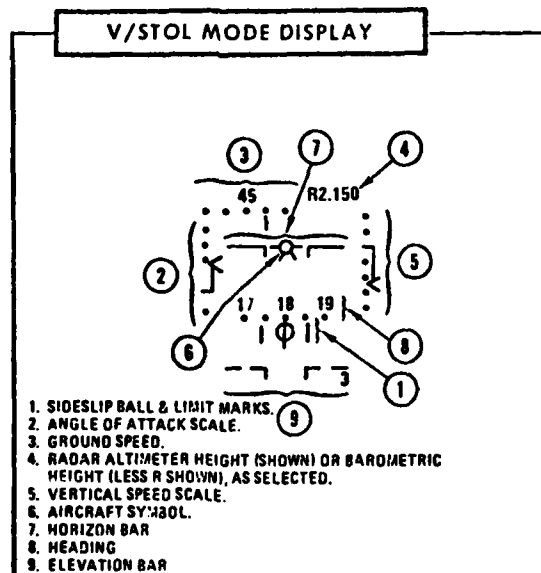 V/STOL MODE DISPLAY
3 7 4
45 R2.150
2 5
17 18 19
6 8
3 1
9
1. SIDESLIP BALL & LIMIT MARKS.
2. ANGLE OF ATTACK SCALE.
3. GROUND SPEED.
4. RADAR ALTIMETER HEIGHT (SHOWN) OR BAROMETRIC
HEIGHT (LESS R SHOWN), AS SELECTED.
5. VERTICAL SPEED SCALE.
6. AIRCRAFT SYMBOL.
7. HORIZON BAR
8. HEADING
9. ELEVATION BAR